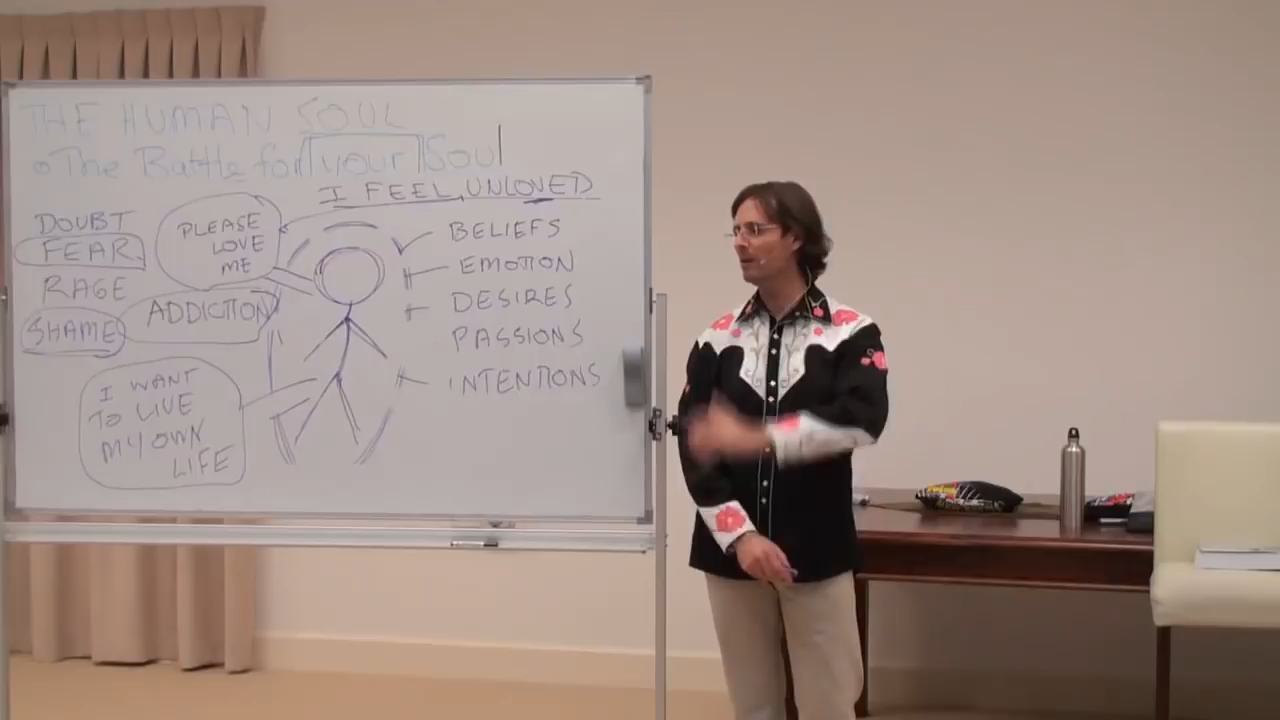 THE HUMAN SOUL
The Battle for your Soul
I FEEL UNLOVED
DOUBT
FEAR
RAGE
SHAME
PLEASE
LOVE
ME
ADDICTION
I WANT
TO LIVE
MY OWN
LIFE
BELIEFS
EMOTION
DESIRES
PASSIONS
INTENTIONS